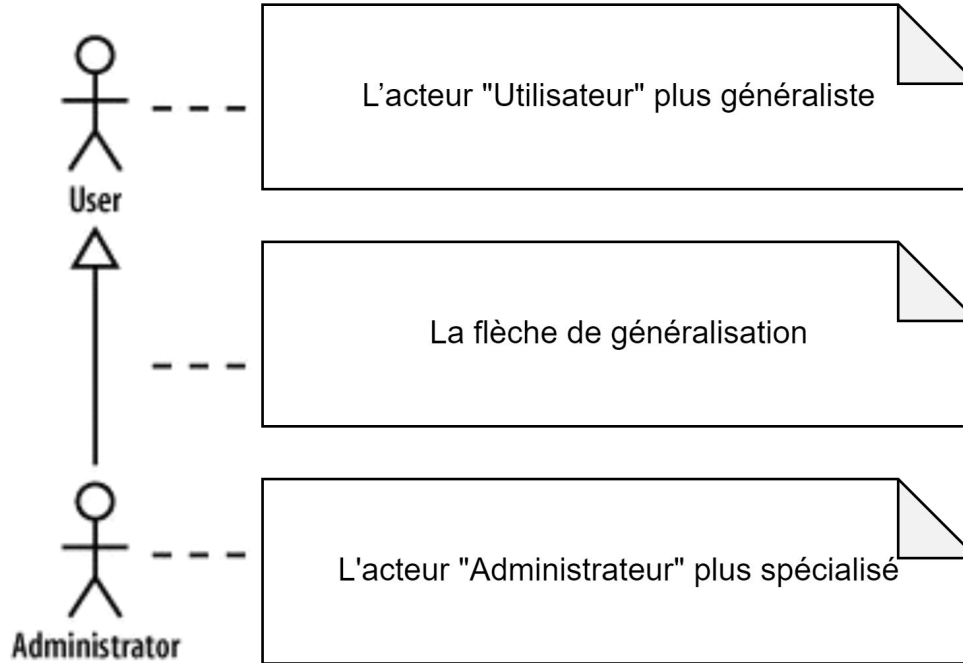 L’acteur "Utilisateur" plus généraliste
User
La flèche de généralisation
L'acteur "Administrateur" plus spécialisé
Administrator